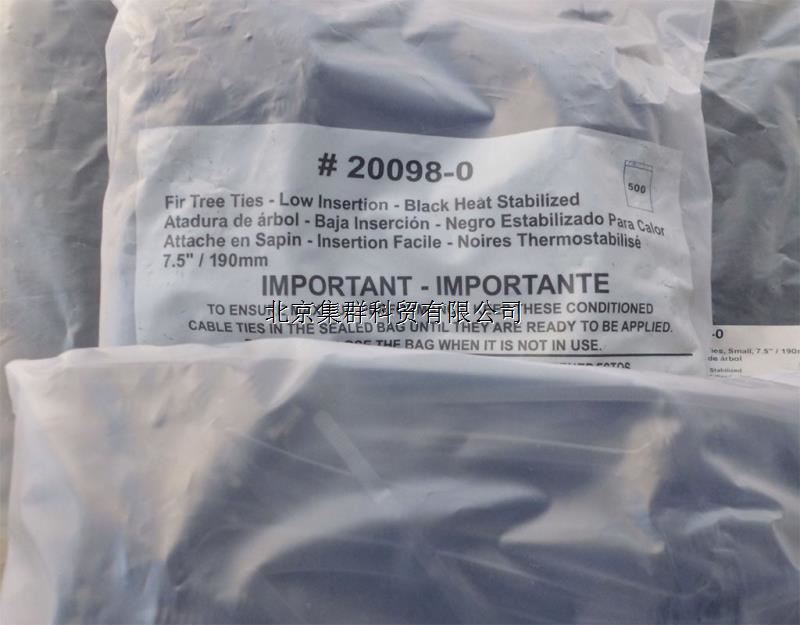 # 20098-0
500
Fir Tree Ties - Low Insertion - Black Heat Stabilized
Atadura de árbol - Baja Inserción - Negro Estabilizado Para Calor
Attache en Sapin - Insertion Facile - Noires Thermostabilisé
7.5" / 190mm
IMPORTANT - IMPORTANTE
TO ENSU THESE CONDITIONED
北京集群科贸有限公司
CABLE TIES IN THE SEALED BAG UNTIL THEY ARE READY TO BE APPLIED.
THE BAG WHEN IT IS NOT IN USE.
-0
Small, 7.5" / 190
de árbol
Stabilized